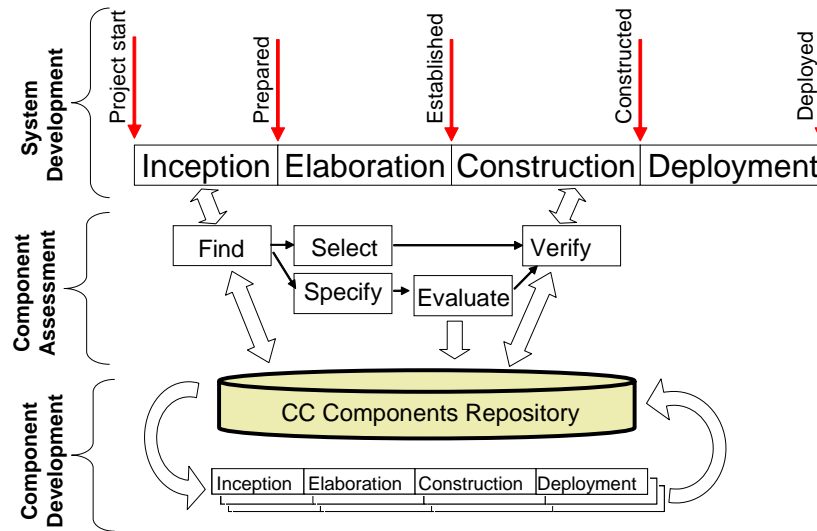 System
Development
Project start
Prepared
Established
Constructed
Deployed
Inception
Elaboration
Construction
Deployment
Component
Assessment
Find
Select
Verify
Specify
Evaluate
Component
Development
CC Components Repository
Inception
Elaboration
Construction
Deployment